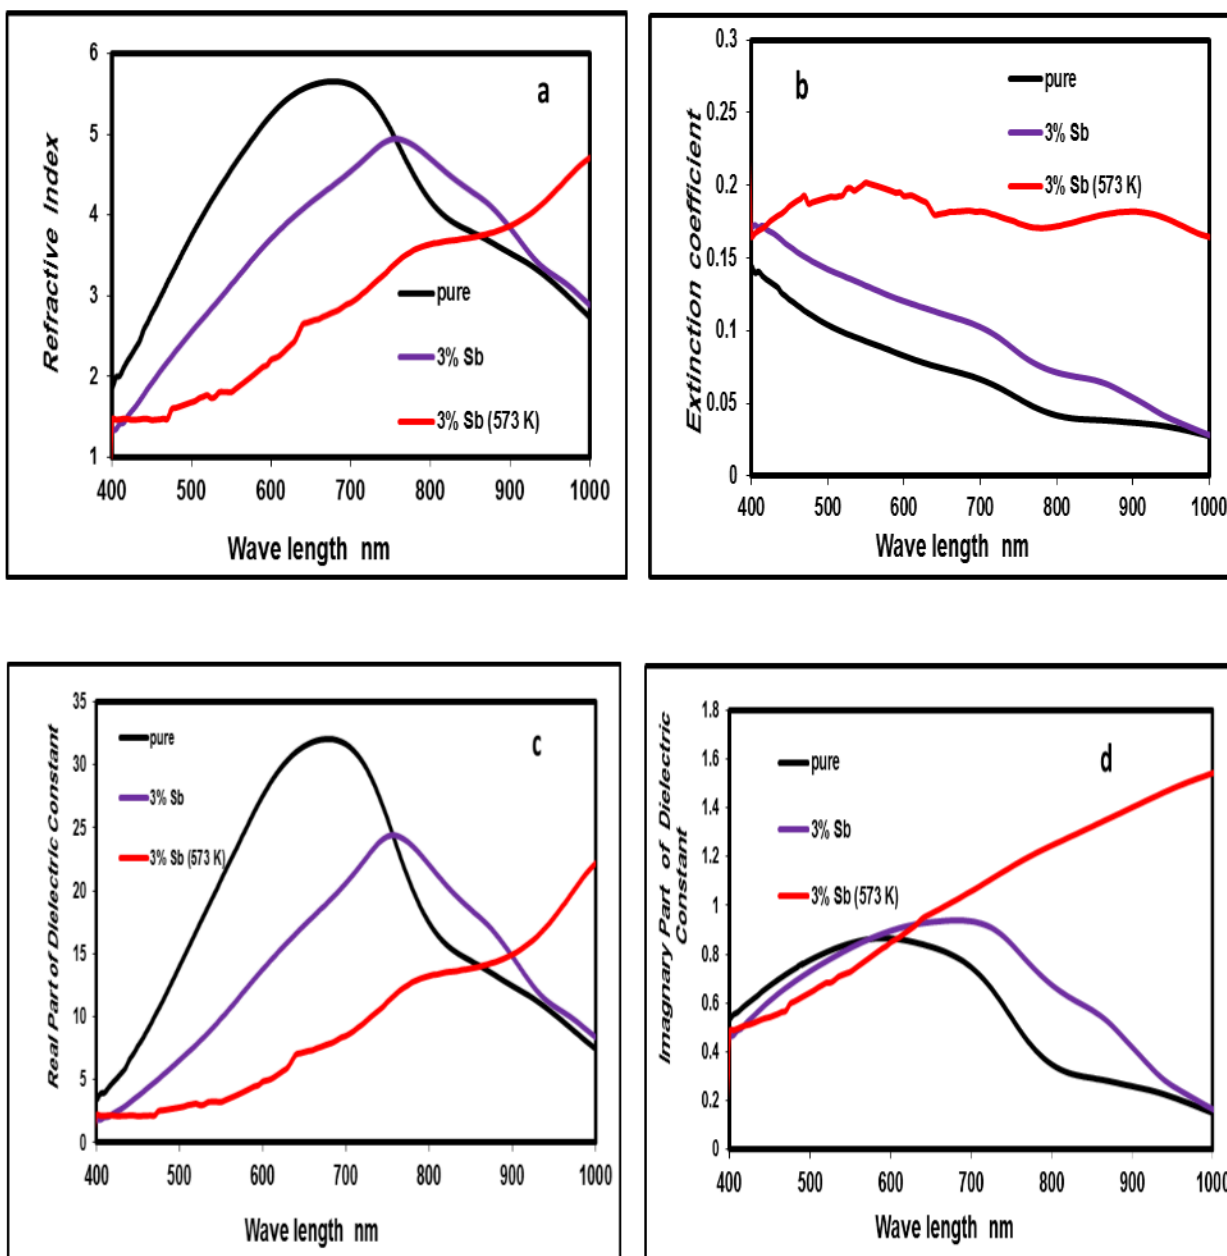 a
6
5
4
3
2
1
Refractive Index
pure
3% Sb
3% Sb (573 K)
400 500 600 700 800 900 1000
Wave length nm
b
0.3
0.25
0.2
0.15
0.1
0.05
0
Extinction coefficient
pure
3% Sb
3% Sb (573 K)
400 500 600 700 800 900 1000
Wave length nm
c
35
30
25
20
15
10
5
0
Real Part of Dielectric Constant
pure
3% Sb
3% Sb (573 K)
400 500 600 700 800 900 1000
Wave length nm
d
1.8
1.6
1.4
1.2
1
0.8
0.6
0.4
0.2
0
Imagnary Part of Dielectric
Constant
pure
3% Sb
3% Sb (573 K)
400 500 600 700 800 900 1000
Wave length nm